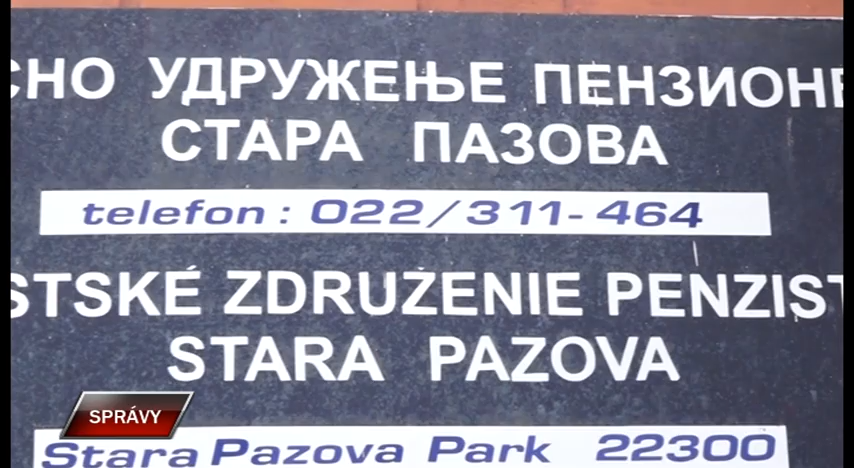 СНО УДРУЖЕЊЕ ПЕНЗИОНЕ
СТАРА ПАЗОВА
telefon : 022/311-464
STSKÉ ZDRUŽENIE PENZIST
STARA PAZOVA
SPRÁVY
Stara Pazova Park 22300